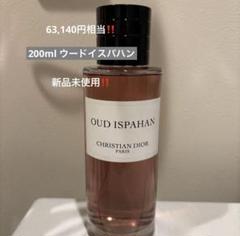 63,140円相当‼️
200ml ウードイスパハン
新品未使用‼️
OUD ISPAHAN
CHRISTIAN DIOR
PARIS